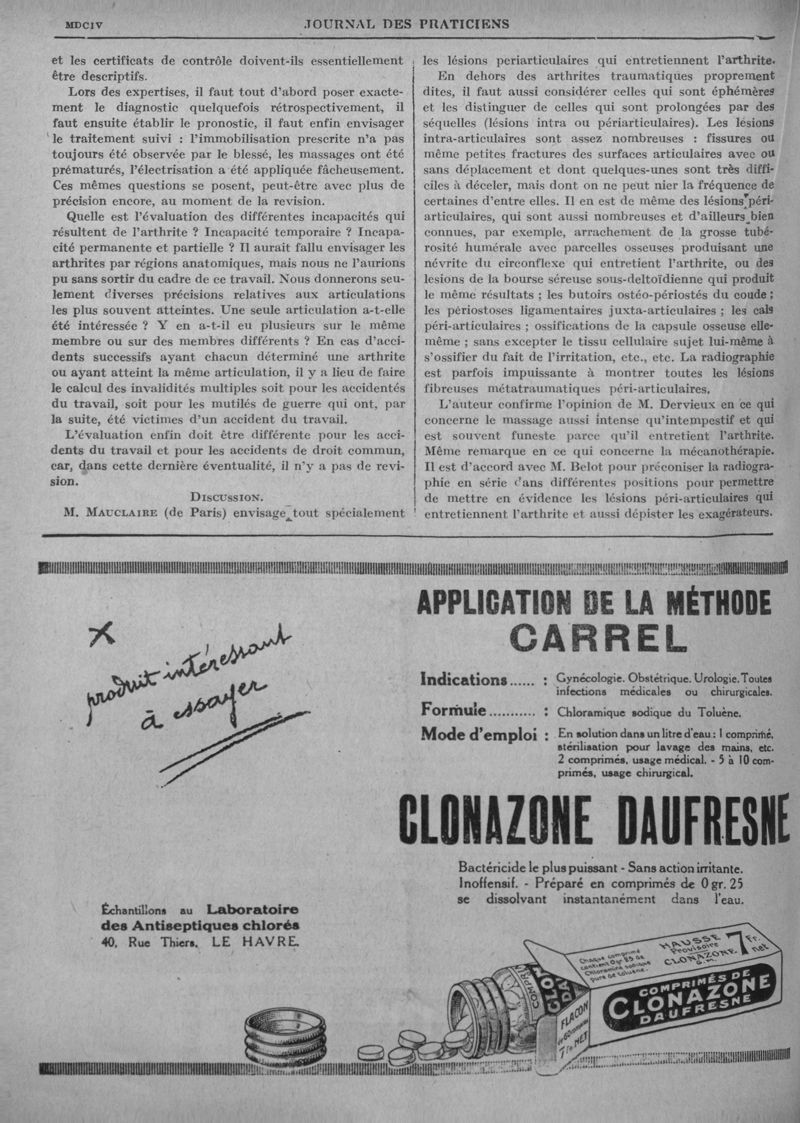 MDCIV
JOURNAL DES PRATICIENS
et les certificats de contrôle doivent-ils essentiellement
être descriptifs.
Lors des expertises, il faut tout d'abord poser exacte-
ment le diagnostic quelquefois rétrospectivement, il
faut ensuite établir le pronostic, il faut enfin envisager
le traitement suivi : l'immobilisation prescrite n'a pas
toujours été observée par le blessé, les massages ont été
prématurés, l'électrisation a été appliquée fâcheusement.
Ces mêmes questions se posent, peut-être avec plus de
précision encore, au moment de la revision.
Quelle est l'évaluation des différentes incapacités qui
résultent de l'arthrite ? Incapacité temporaire ? Incapa-
cité permanente et partielle ? Il aurait fallu envisager les
arthrites par régions anatomiques, mais nous ne l'aurions
pu sans sortir du cadre de ce travail. Nous donnerons seu-
lement diverses précisions relatives aux articulations
les plus souvent atteintes. Une seule articulation a-t-elle
été intéressée ? Y en a-t-il eu plusieurs sur le même
membre ou sur des membres différents ? En cas d'acci-
dents successifs ayant chacun déterminé une arthrite
ou ayant atteint la même articulation, il y a lieu de faire
le calcul des invalidités multiples soit pour les accidentés
du travail, soit pour les mutilés de guerre qui ont, par
la suite, été victimes d'un accident du travail.
L'évaluation enfin doit être différente pour les acci-
dents du travail et pour les accidents de droit commun,
car, dans cette dernière éventualité, il n'y a pas de revi-
sion.
DISCUSSION.
M. MAUCLAIRE (de Paris) envisage tout spécialement
les lésions periarticulaires qui entretiennent l'arthrite.
En dehors des arthrites traumatiques proprement
dites, il faut aussi considérer celles qui sont éphémères
et les distinguer de celles qui sont prolongées par des
séquelles (lésions intra ou périarticulaires). Les lésions
intra-articulaires sont assez nombreuses : fissures ou
même petites fractures des surfaces articulaires avec ou
sans déplacement et dont quelques-unes sont très diffi-
ciles à déceler, mais dont on ne peut nier la fréquence de
certaines d'entre elles. Il en est de même des lésions péri-
articulaires, qui sont aussi nombreuses et d'ailleurs bien
connues, par exemple, arrachement de la grosse tubé-
rosité humérale avec parcelles osseuses produisant une
névrite du circonflexe qui entretient l'arthrite, ou des
lesions de la bourse séreuse sous-deltoïdienne qui produit
le même résultats ; les butoirs ostéo-périostés du coude ;
les périostoses ligamentaires juxta-articulaires ; les cals
péri-articulaires ; ossifications de la capsule osseuse elle-
même ; sans excepter le tissu cellulaire sujet lui-même à
s'ossifier du fait de l'irritation, etc., etc. La radiographie
est parfois impuissante à montrer toutes les lésions
fibreuses métatraumatiques péri-articulaires.
L'auteur confirme l'opinion de M. Dervieux en ce qui
concerne le massage aussi intense qu'intempestif et qui
est souvent funeste parce qu'il entretient l'arthrite.
Même remarque en ce qui concerne la mécanothérapie.
Il est d'accord avec M. Belot pour préconiser la radiogra-
phie en série dans différentes positions pour permettre
de mettre en évidence les lésions péri-articulaires qui
entretiennent l'arthrite et aussi dépister les exagérateurs.
X
produit intéressant
à essayer
Échantillons au Laboratoire
des Antiseptiques chlorés
40, Rue Thiers. LE HAVRE
APPLICATION DE LA MÉTHODE
CARREL
Indications ...... : Gynécologie. Obstétrique. Urologie. Toutes
infections médicales ou chirurgicales.
Formule ........... : Chloramique sodique du Toluène.
Mode d'emploi : En solution dans un litre d'eau : 1 comprimé,
stérilisation pour lavage des mains, etc.
2 comprimés, usage médical. - 5 à 10 com-
primés, usage chirurgical.
CLONAZONE DAUFRESNE
Bactéricide le plus puissant - Sans action irritante.
Inoffensif. - Préparé en comprimés de 0 gr. 25
se dissolvant instantanément dans l'eau.
Chaque comprimé
contient 0gr 25 de
Chloramine sodique
pure de toluène.
HAUSSE
Provisoire
CLONAZONE.
7 Fr.
net
COMPRIMÉS DE
CLONAZONE
DAUFRESNE
FLACON
7 Fr NET
COMPRI
CLO
DA